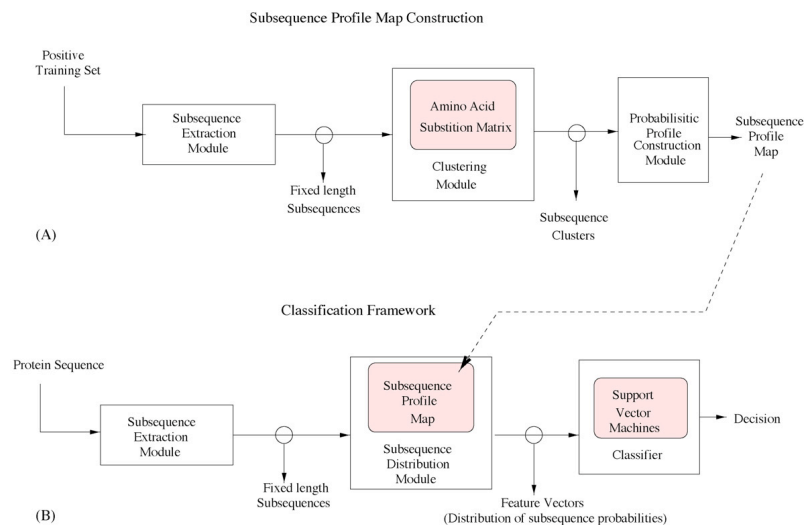 Subsequence Profile Map Construction
Positive
Training Set
Subsequence
Extraction
Module
Fixed length
Subsequences
Amino Acid
Substition Matrix
Clustering
Module
Subsequence
Clusters
Probabilisitic
Profile
Construction
Module
Subsequence
Profile
Map
(A)
Classification Framework
Protein Sequence
Subsequence
Extraction
Module
Fixed length
Subsequences
Subsequence
Profile
Map
Subsequence
Distribution
Module
Feature Vectors
(Distribution of subsequence probabilities)
Support
Vector
Machines
Classifier
Decision
(B)